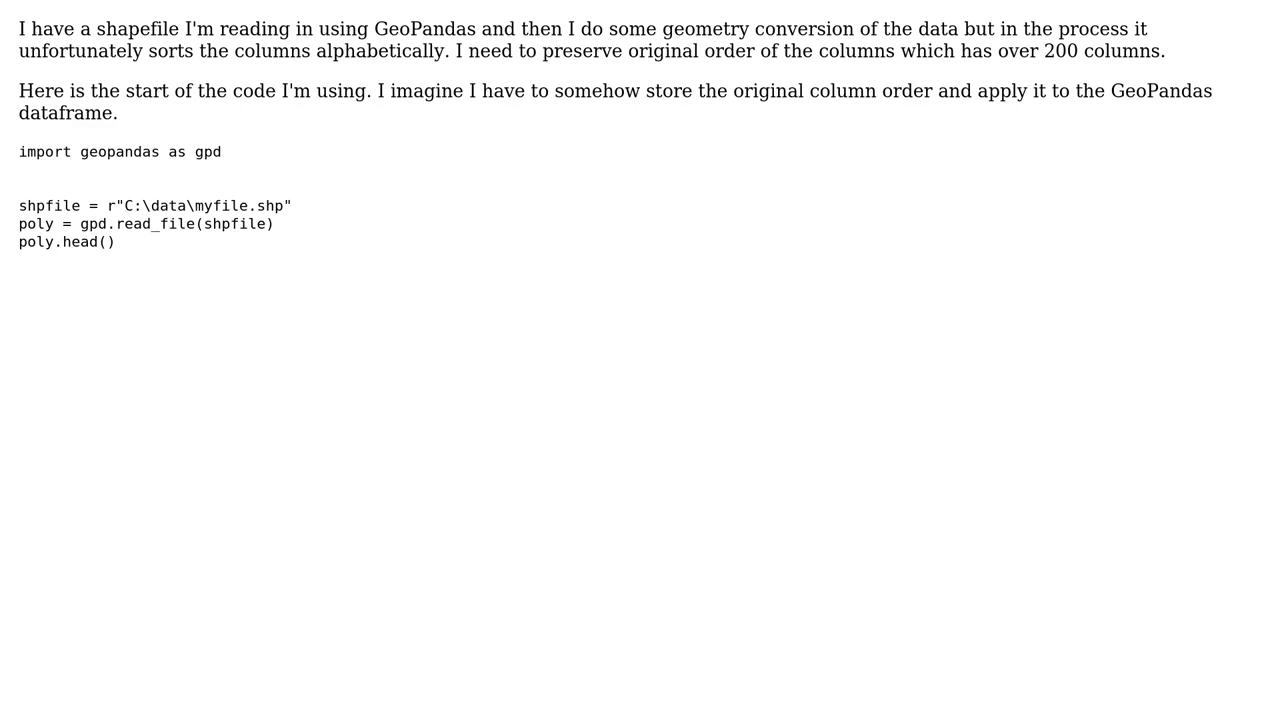 I have a shapefile I'm reading in using GeoPandas and then I do some geometry conversion of the data but in the process it
unfortunately sorts the columns alphabetically. I need to preserve original order of the columns which has over 200 columns.
Here is the start of the code I'm using. I imagine I have to somehow store the original column order and apply it to the GeoPandas
dataframe.
import geopandas as gpd
shpfile = r"C:\data\myfile.shp"
poly = gpd.read_file(shpfile)
poly.head()